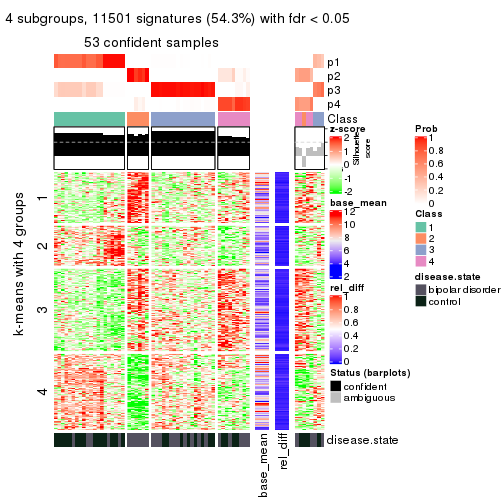 4 subgroups, 11501 signatures (54.3%) with fdr < 0.05
53 confident samples
p1
p2
p3
p4
Class
Silhouette
score
1
2
3
4
k-means with 4 groups
disease.state
base_mean
rel_diff
z-score
2
1
0
-1
-2
base_mean
12
10
8
6
4
2
rel_diff
1
0.8
0.6
0.4
0.2
0
Status (barplots)
confident
ambiguous
disease.state
Prob
1
0.8
0.6
0.4
0.2
0
Class
1
2
3
4
disease.state
bipolar disorder
control